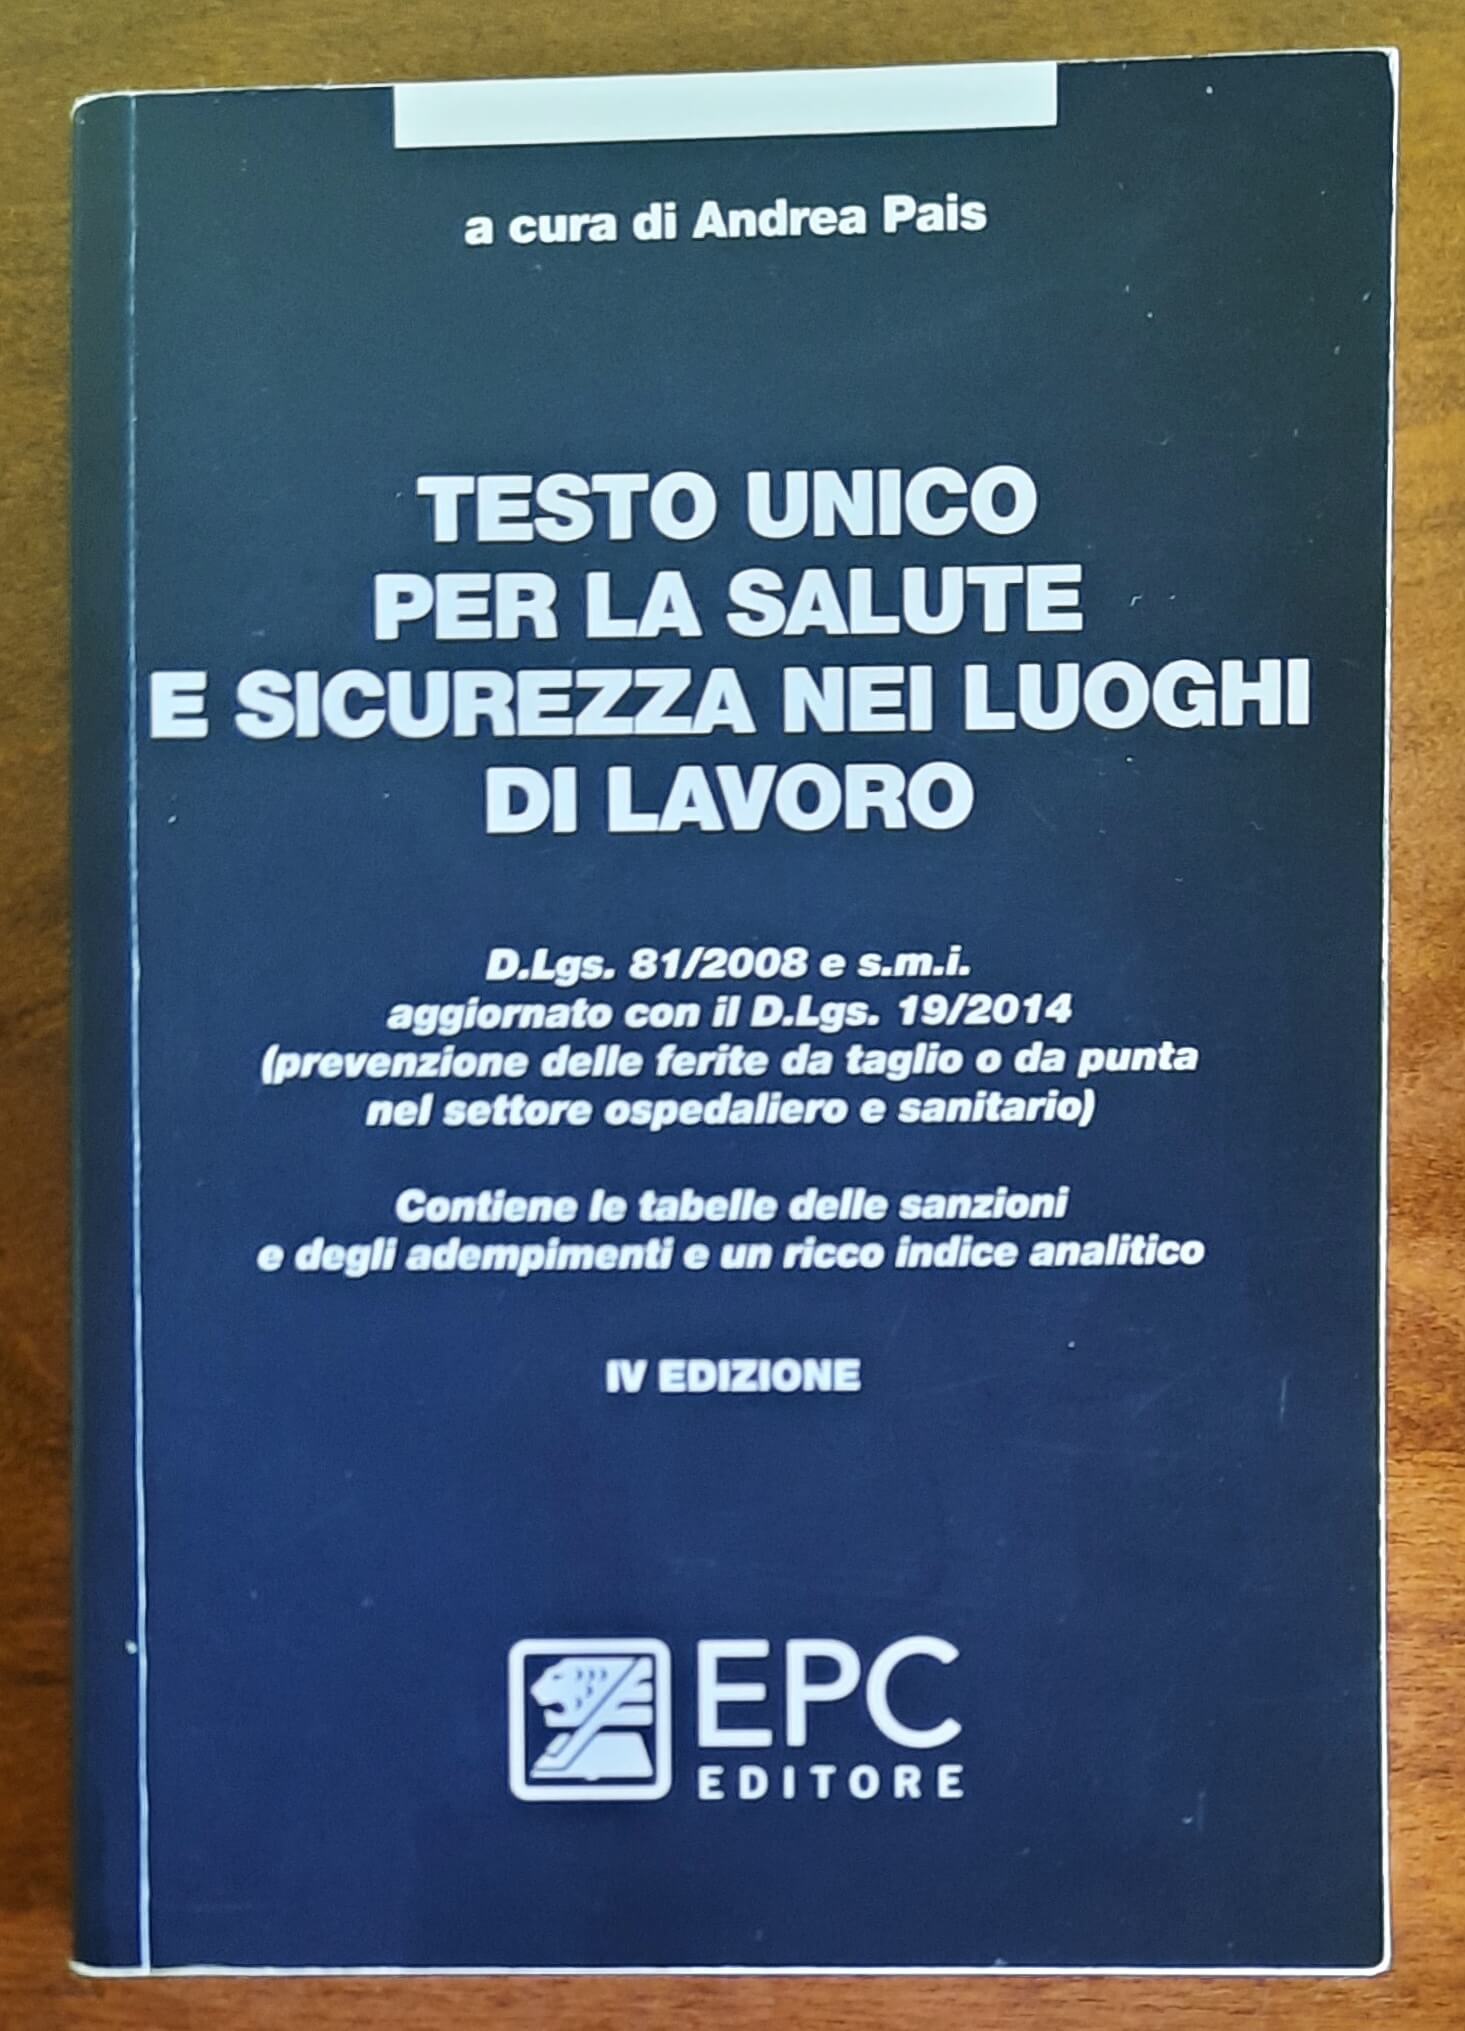 a cura di Andrea Pais
TESTO UNICO
PER LA SALUTE
E SICUREZZA NEI LUOGHI
DI LAVORO
D.Lgs. 81/2008 e s.m.i.
aggiornato con il D.Lgs. 19/2014
(prevenzione delle ferite da taglio o da punta
nel settore ospedaliero e sanitario)
Contiene le tabelle delle sanzioni
e degli adempimenti e un ricco indice analitico
IV EDIZIONE
EPC
EDITORE